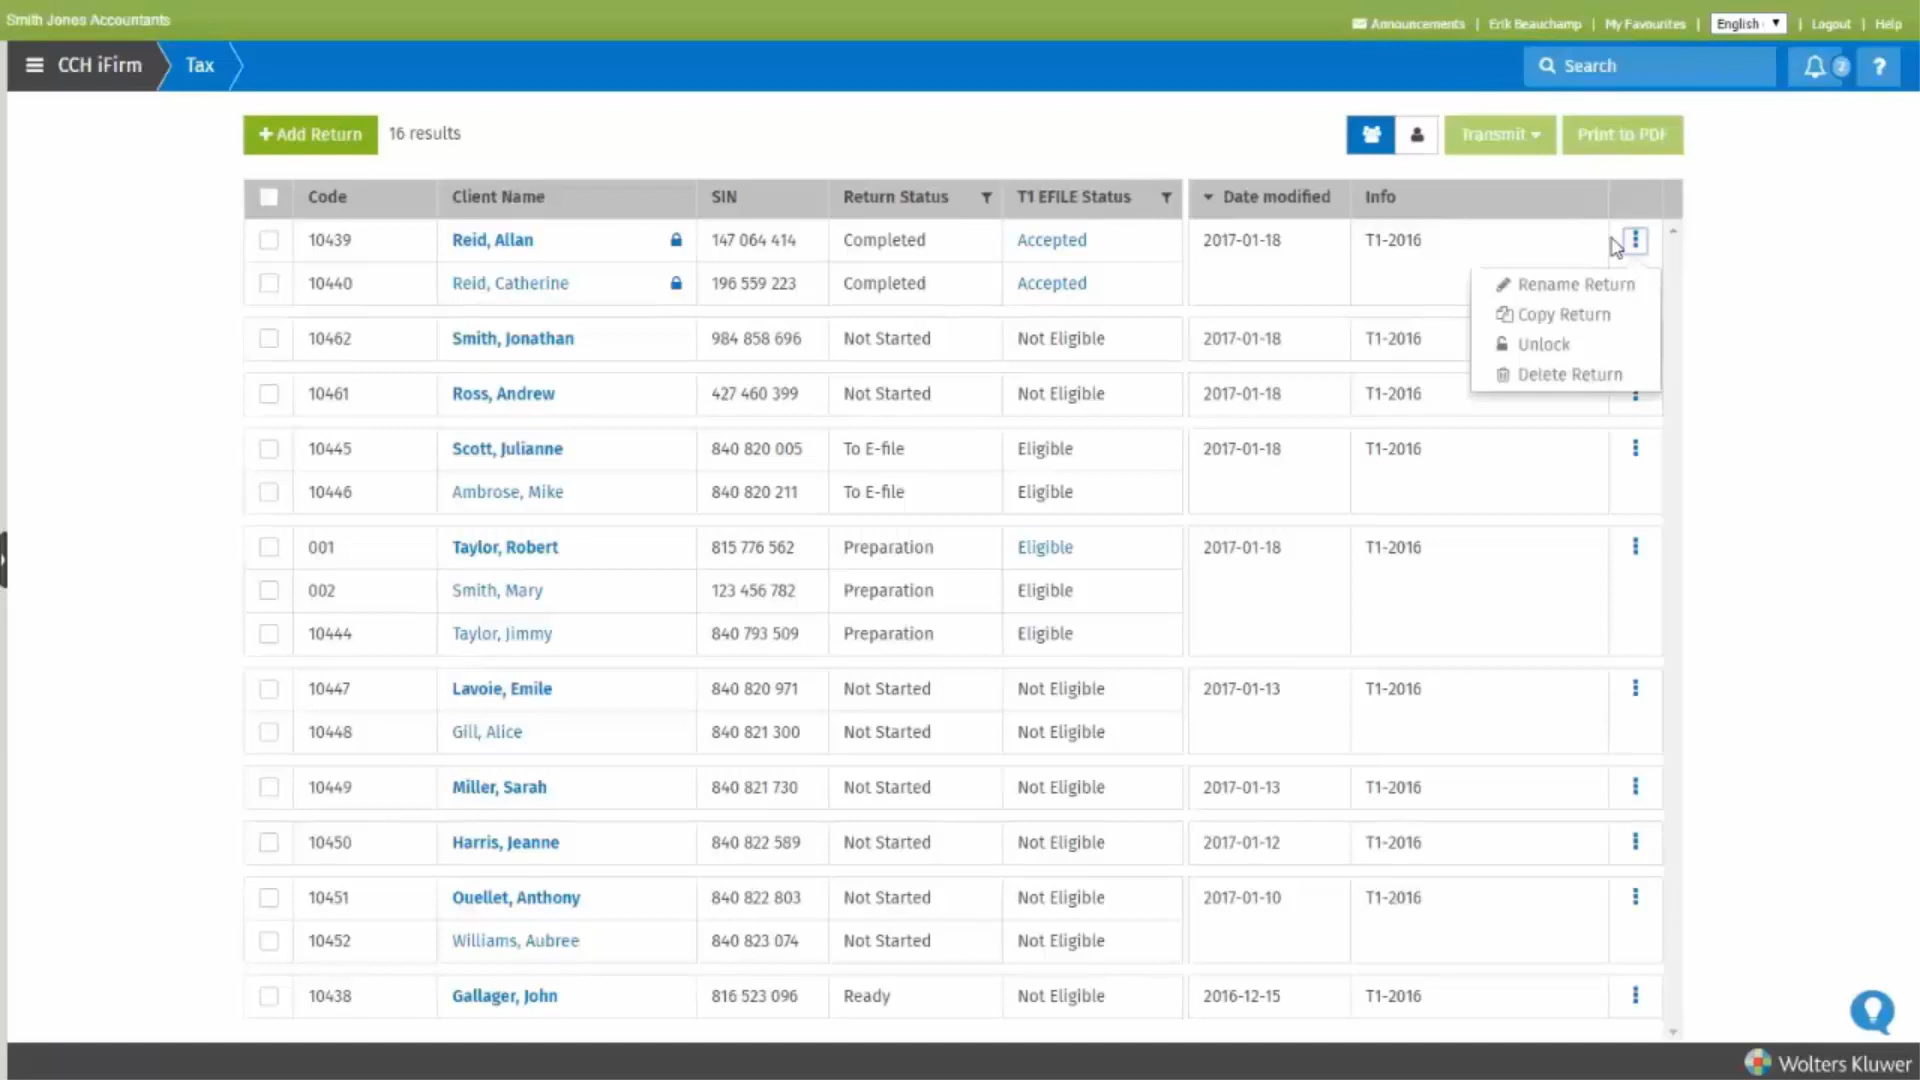 Smith Jones Accountants
Announcements | Erik Beauchamp | My Favourites | English | Logout | Help
CCH iFirm Tax Search 2 ?
+ Add Return 16 results Transmit Print to PDF
Code Client Name SIN Return Status T1 EFILE Status Date modified Info
10439 Reid, Allan 147 064 414 Completed Accepted 2017-01-18 T1-2016
10440 Reid, Catherine 196 559 223 Completed Accepted
Rename Return
Copy Return
Unlock
Delete Return
10462 Smith, Jonathan 984 858 696 Not Started Not Eligible 2017-01-18 T1-2016
10461 Ross, Andrew 427 460 399 Not Started Not Eligible 2017-01-18 T1-2016
10445 Scott, Julianne 840 820 005 To E-file Eligible 2017-01-18 T1-2016
10446 Ambrose, Mike 840 820 211 To E-file Eligible
001 Taylor, Robert 815 776 562 Preparation Eligible 2017-01-18 T1-2016
002 Smith, Mary 123 456 782 Preparation Eligible
10444 Taylor, Jimmy 840 793 509 Preparation Eligible
10447 Lavoie, Emile 840 820 971 Not Started Not Eligible 2017-01-13 T1-2016
10448 Gill, Alice 840 821 300 Not Started Not Eligible
10449 Miller, Sarah 840 821 730 Not Started Not Eligible 2017-01-13 T1-2016
10450 Harris, Jeanne 840 822 589 Not Started Not Eligible 2017-01-12 T1-2016
10451 Ouellet, Anthony 840 822 803 Not Started Not Eligible 2017-01-10 T1-2016
10452 Williams, Aubree 840 823 074 Not Started Not Eligible
10438 Gallager, John 816 523 096 Ready Not Eligible 2016-12-15 T1-2016
Wolters Kluwer